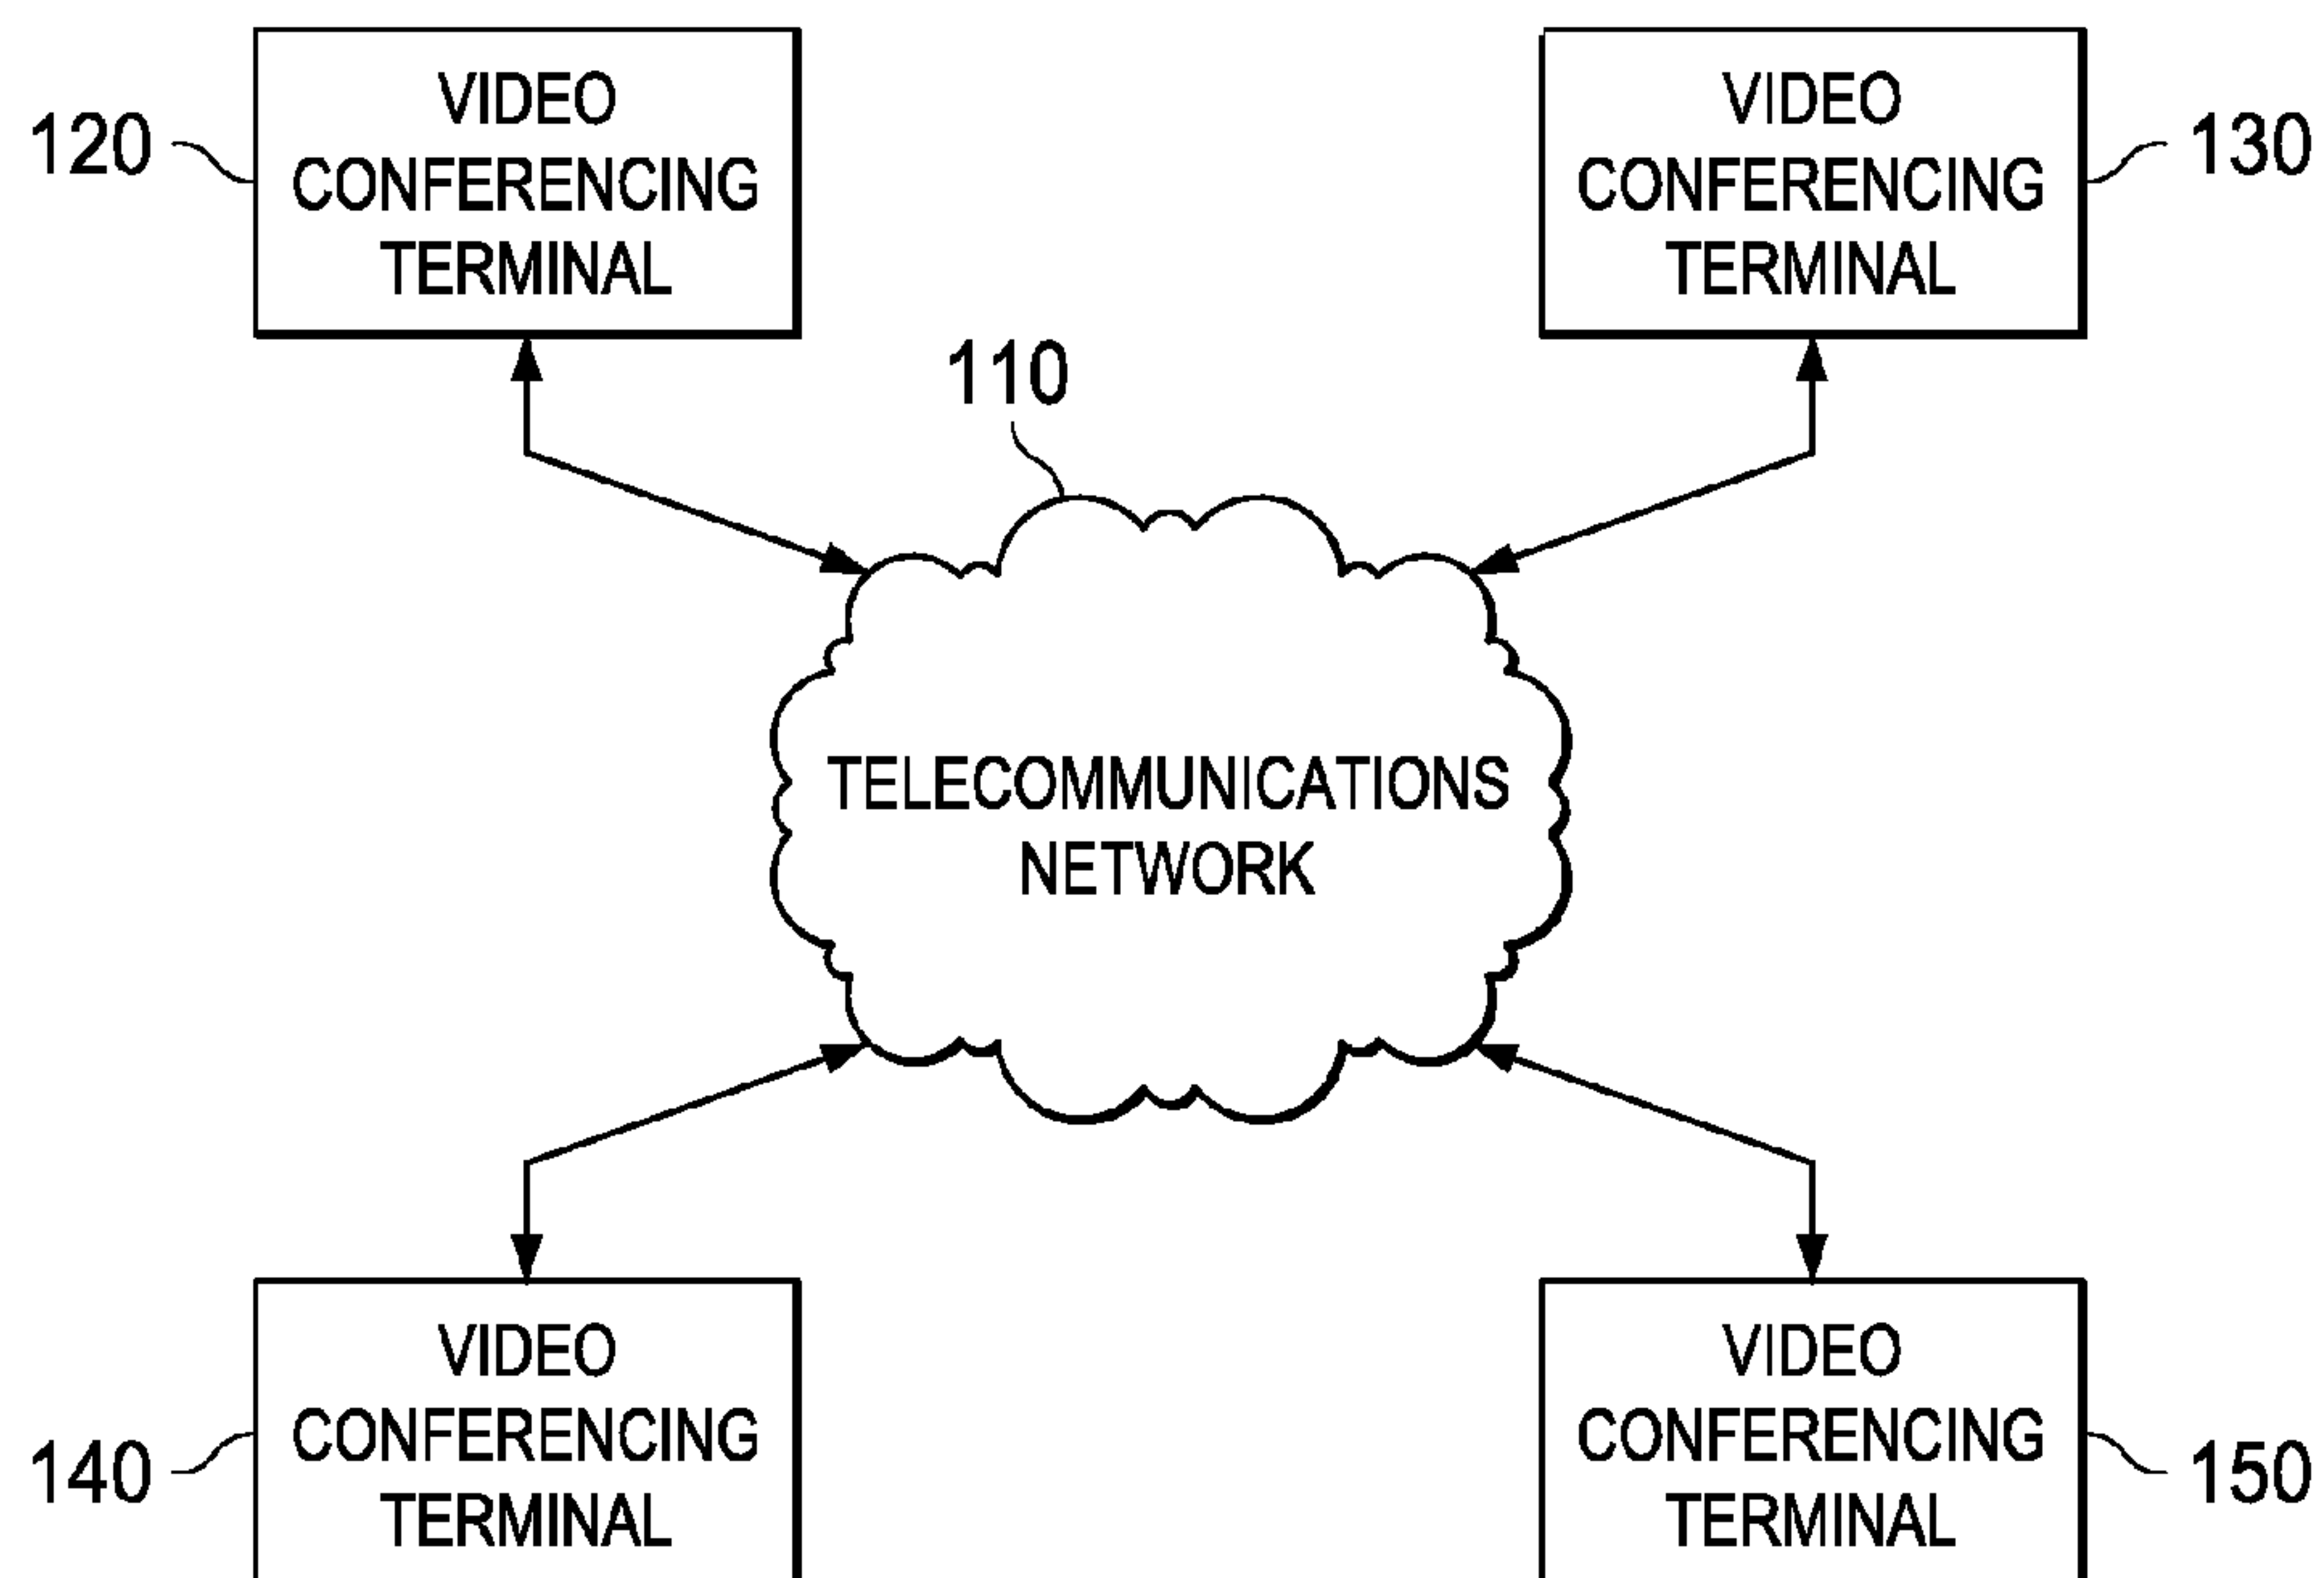 120
VIDEO
CONFERENCING
TERMINAL
VIDEO
CONFERENCING
TERMINAL
130
110
TELECOMMUNICATIONS
NETWORK
140
VIDEO
CONFERENCING
TERMINAL
VIDEO
CONFERENCING
TERMINAL
150